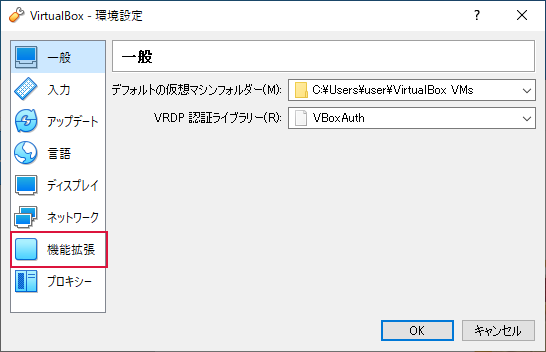 VirtualBox - 環境設定
?
一般
入力
アップデート
言語
ディスプレイ
ネットワーク
機能拡張
プロキシー
一般
デフォルトの仮想マシンフォルダー(M): C:¥Users¥user¥VirtualBox VMs
VRDP 認証ライブラリー(R): VBoxAuth
OK キャンセル